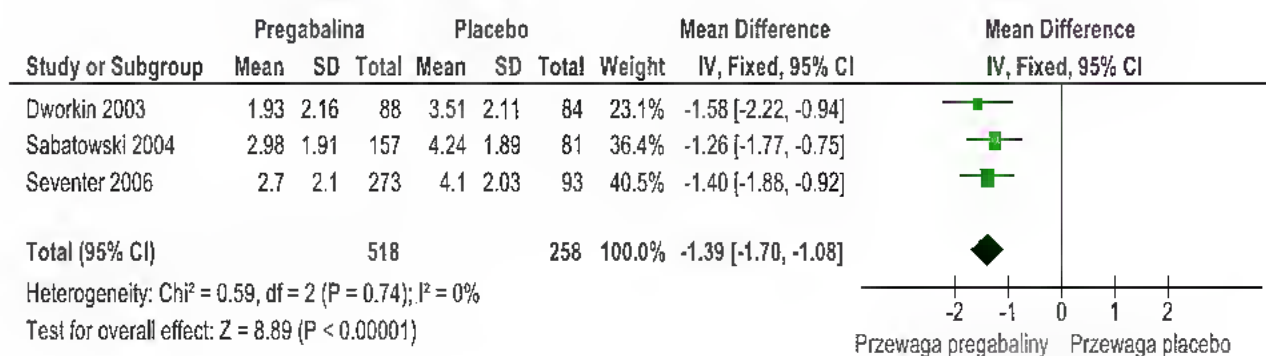 Pregabalina Placebo Mean Difference Mean Difference
Study or Subgroup Mean SD Total Mean SD Total Weight IV, Fixed, 95% CI IV, Fixed, 95% CI
Dworkin 2003 1.93 2.16 88 3.51 2.11 84 23.1% -1.58 [-2.22, -0.94]
Sabatowski 2004 2.98 1.91 157 4.24 1.89 81 36.4% -1.26 [-1.77, -0.75]
Seventer 2006 2.7 2.1 273 4.1 2.03 93 40.5% -1.40 [-1.88, -0.92]
Total (95% CI) 518 258 100.0% -1.39 [-1.70, -1.08]
Heterogeneity: Chi² = 0.59, df = 2 (P = 0.74); I² = 0%
Test for overall effect: Z = 8.89 (P < 0.00001)
-2 -1 0 1 2
Przewaga pregabaliny Przewaga placebo